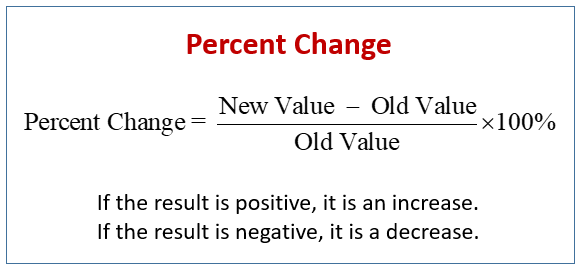 Percent Change
Percent Change = New Value – Old Value / Old Value ×100%
If the result is positive, it is an increase.
If the result is negative, it is a decrease.